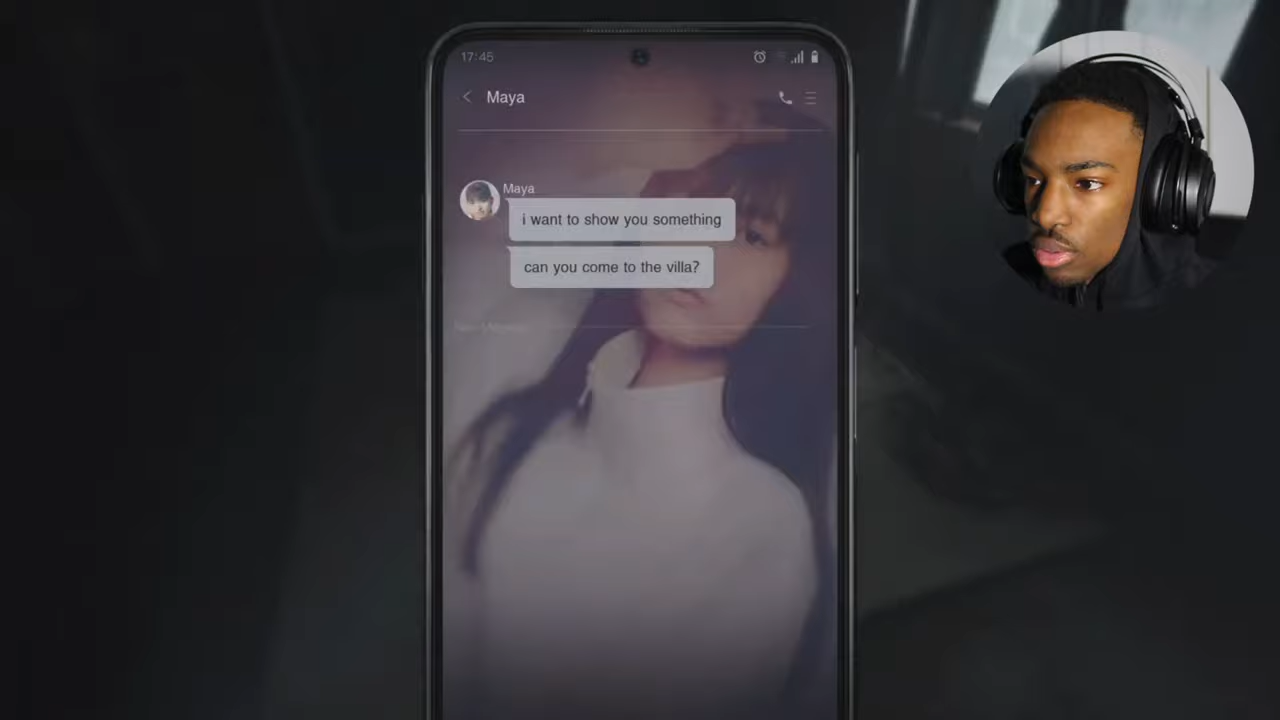 17:45
Maya
Maya
i want to show you something
can you come to the villa?